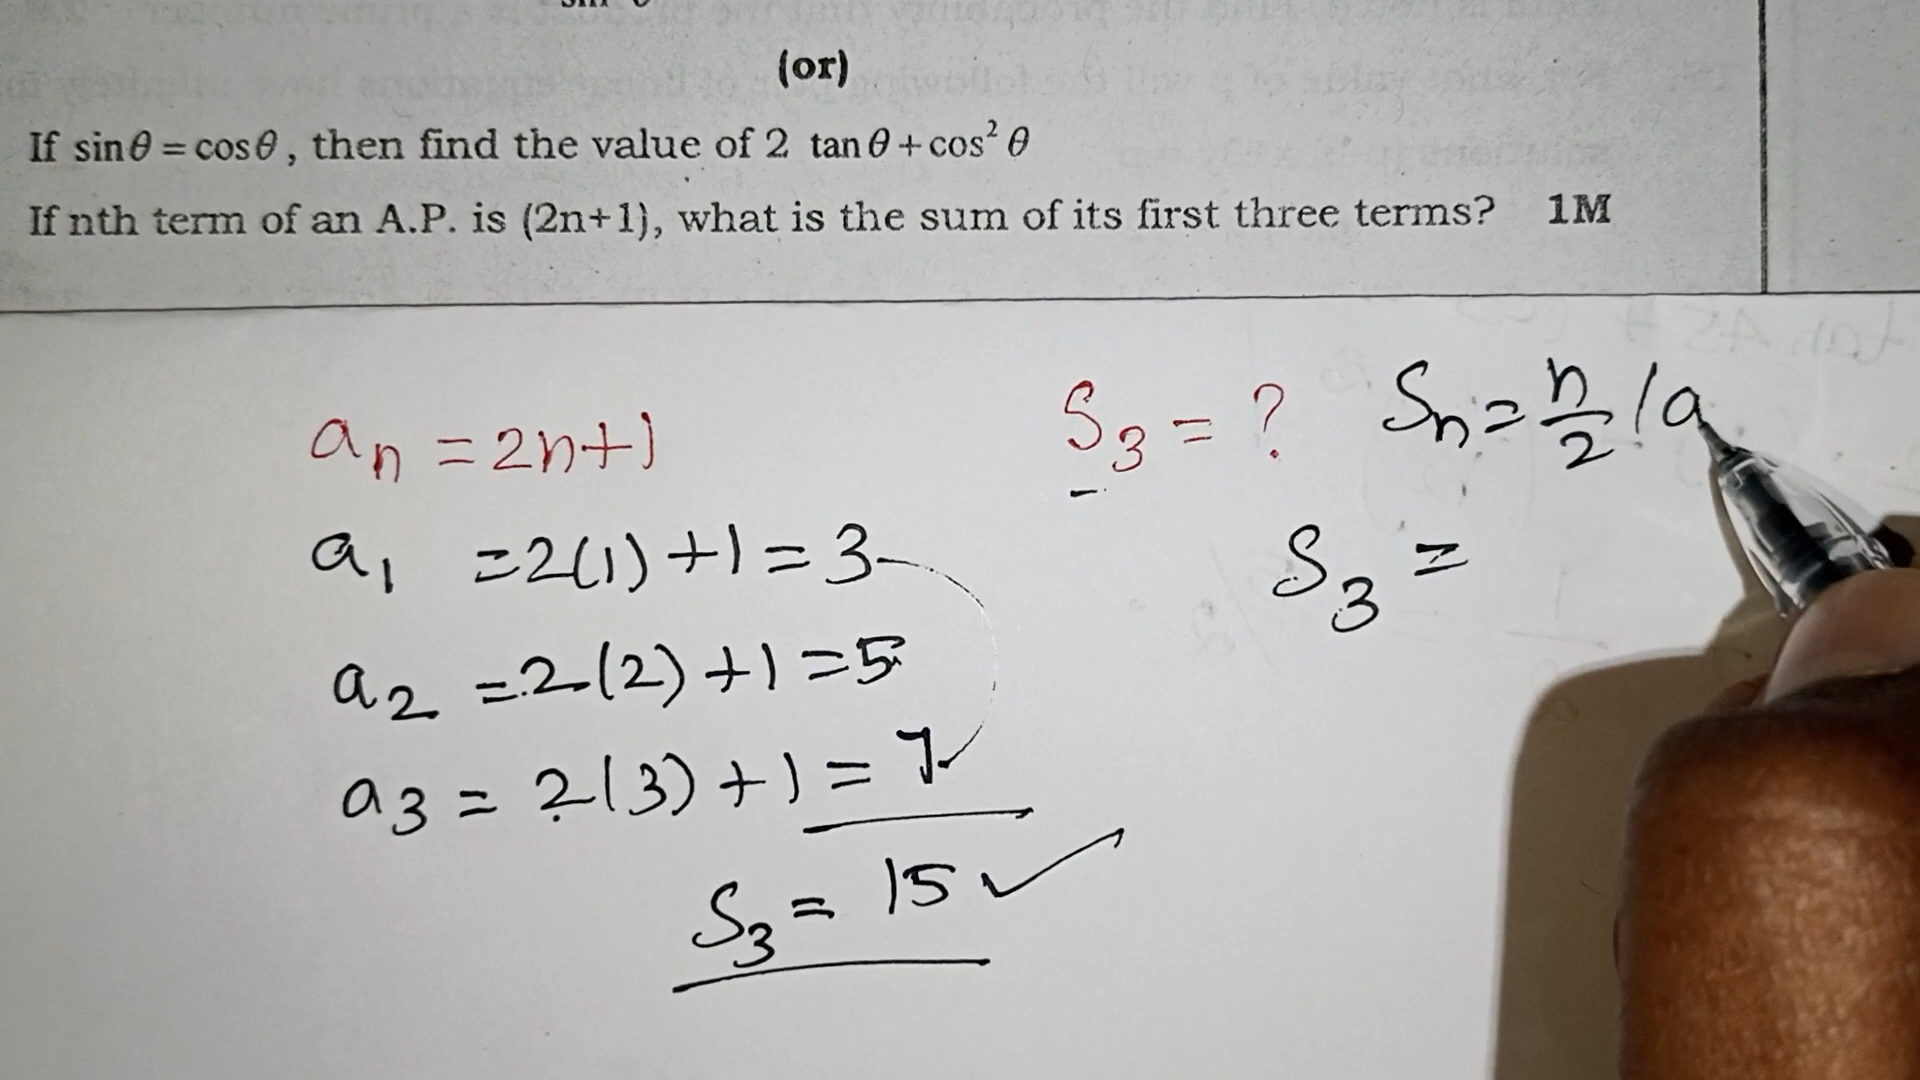 (or)
If sinθ = cosθ, then find the value of 2 tanθ + cos² θ
If nth term of an A.P. is (2n+1), what is the sum of its first three terms? 1M
aₙ = 2n+1
S₃ = ? Sₙ = n/2 (a
a₁ = 2(1) + 1 = 3
S₃ =
a₂ = 2(2) + 1 = 5
a₃ = 2(3) + 1 = 7
S₃ = 15 ✓